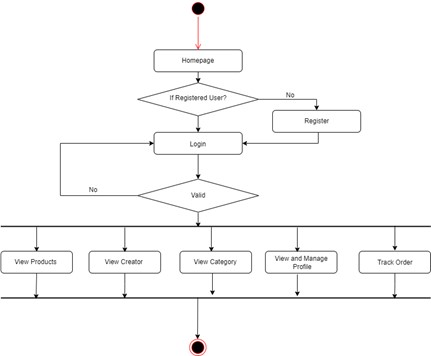 Homepage
If Registered User?
No
Register
Login
No
Valid
View Products
View Creator
View Category
View and Manage
Profile
Track Order